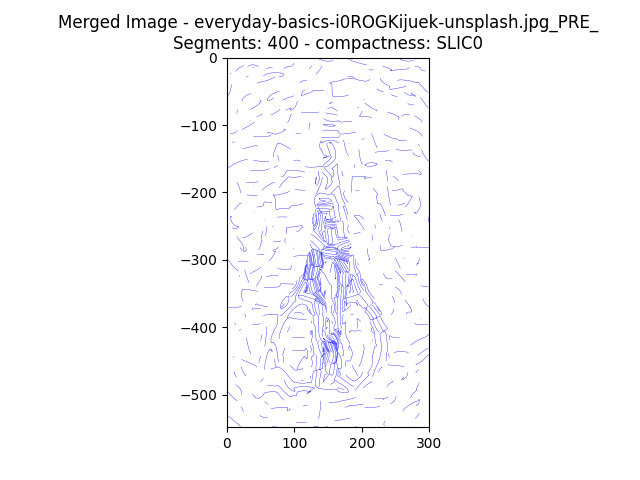 Merged Image - everyday-basics-i0ROGKijuek-unsplash.jpg_PRE_
Segments: 400 - compactness: SLIC0
0
−100
−200
−300
−400
−500
0 100 200 300